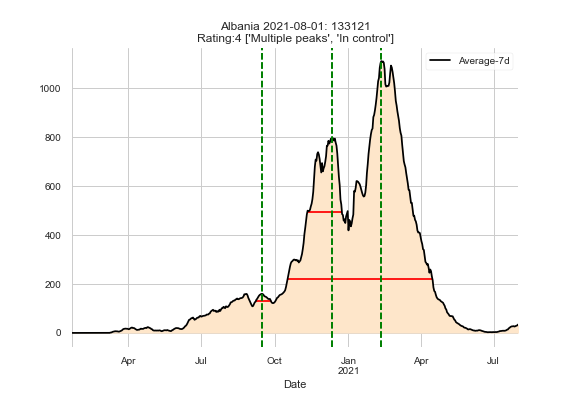 Albania 2021-08-01: 133121
Rating:4 ['Multiple peaks', 'In control']
Average-7d
1000
800
600
400
200
0
Apr Jul Oct Jan Apr Jul
2021
Date